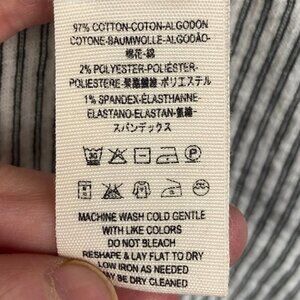 97% COTTON-COTON-ALGODON
COTONE-BAUMWOLLE-ALGODÃO-
棉花-綿
2% POLYESTER-POLIÉSTER-
POLIESTERE-聚酯纖維-ポリエステル
1% SPANDEX-ÉLASTHANNE-
ELASTANO-ELASTAN-氨綸-
スパンデックス
MACHINE WASH COLD GENTLE
WITH LIKE COLORS
DO NOT BLEACH
RESHAPE & LAY FLAT TO DRY
LOW IRON AS NEEDED
MAY BE DRY CLEANED